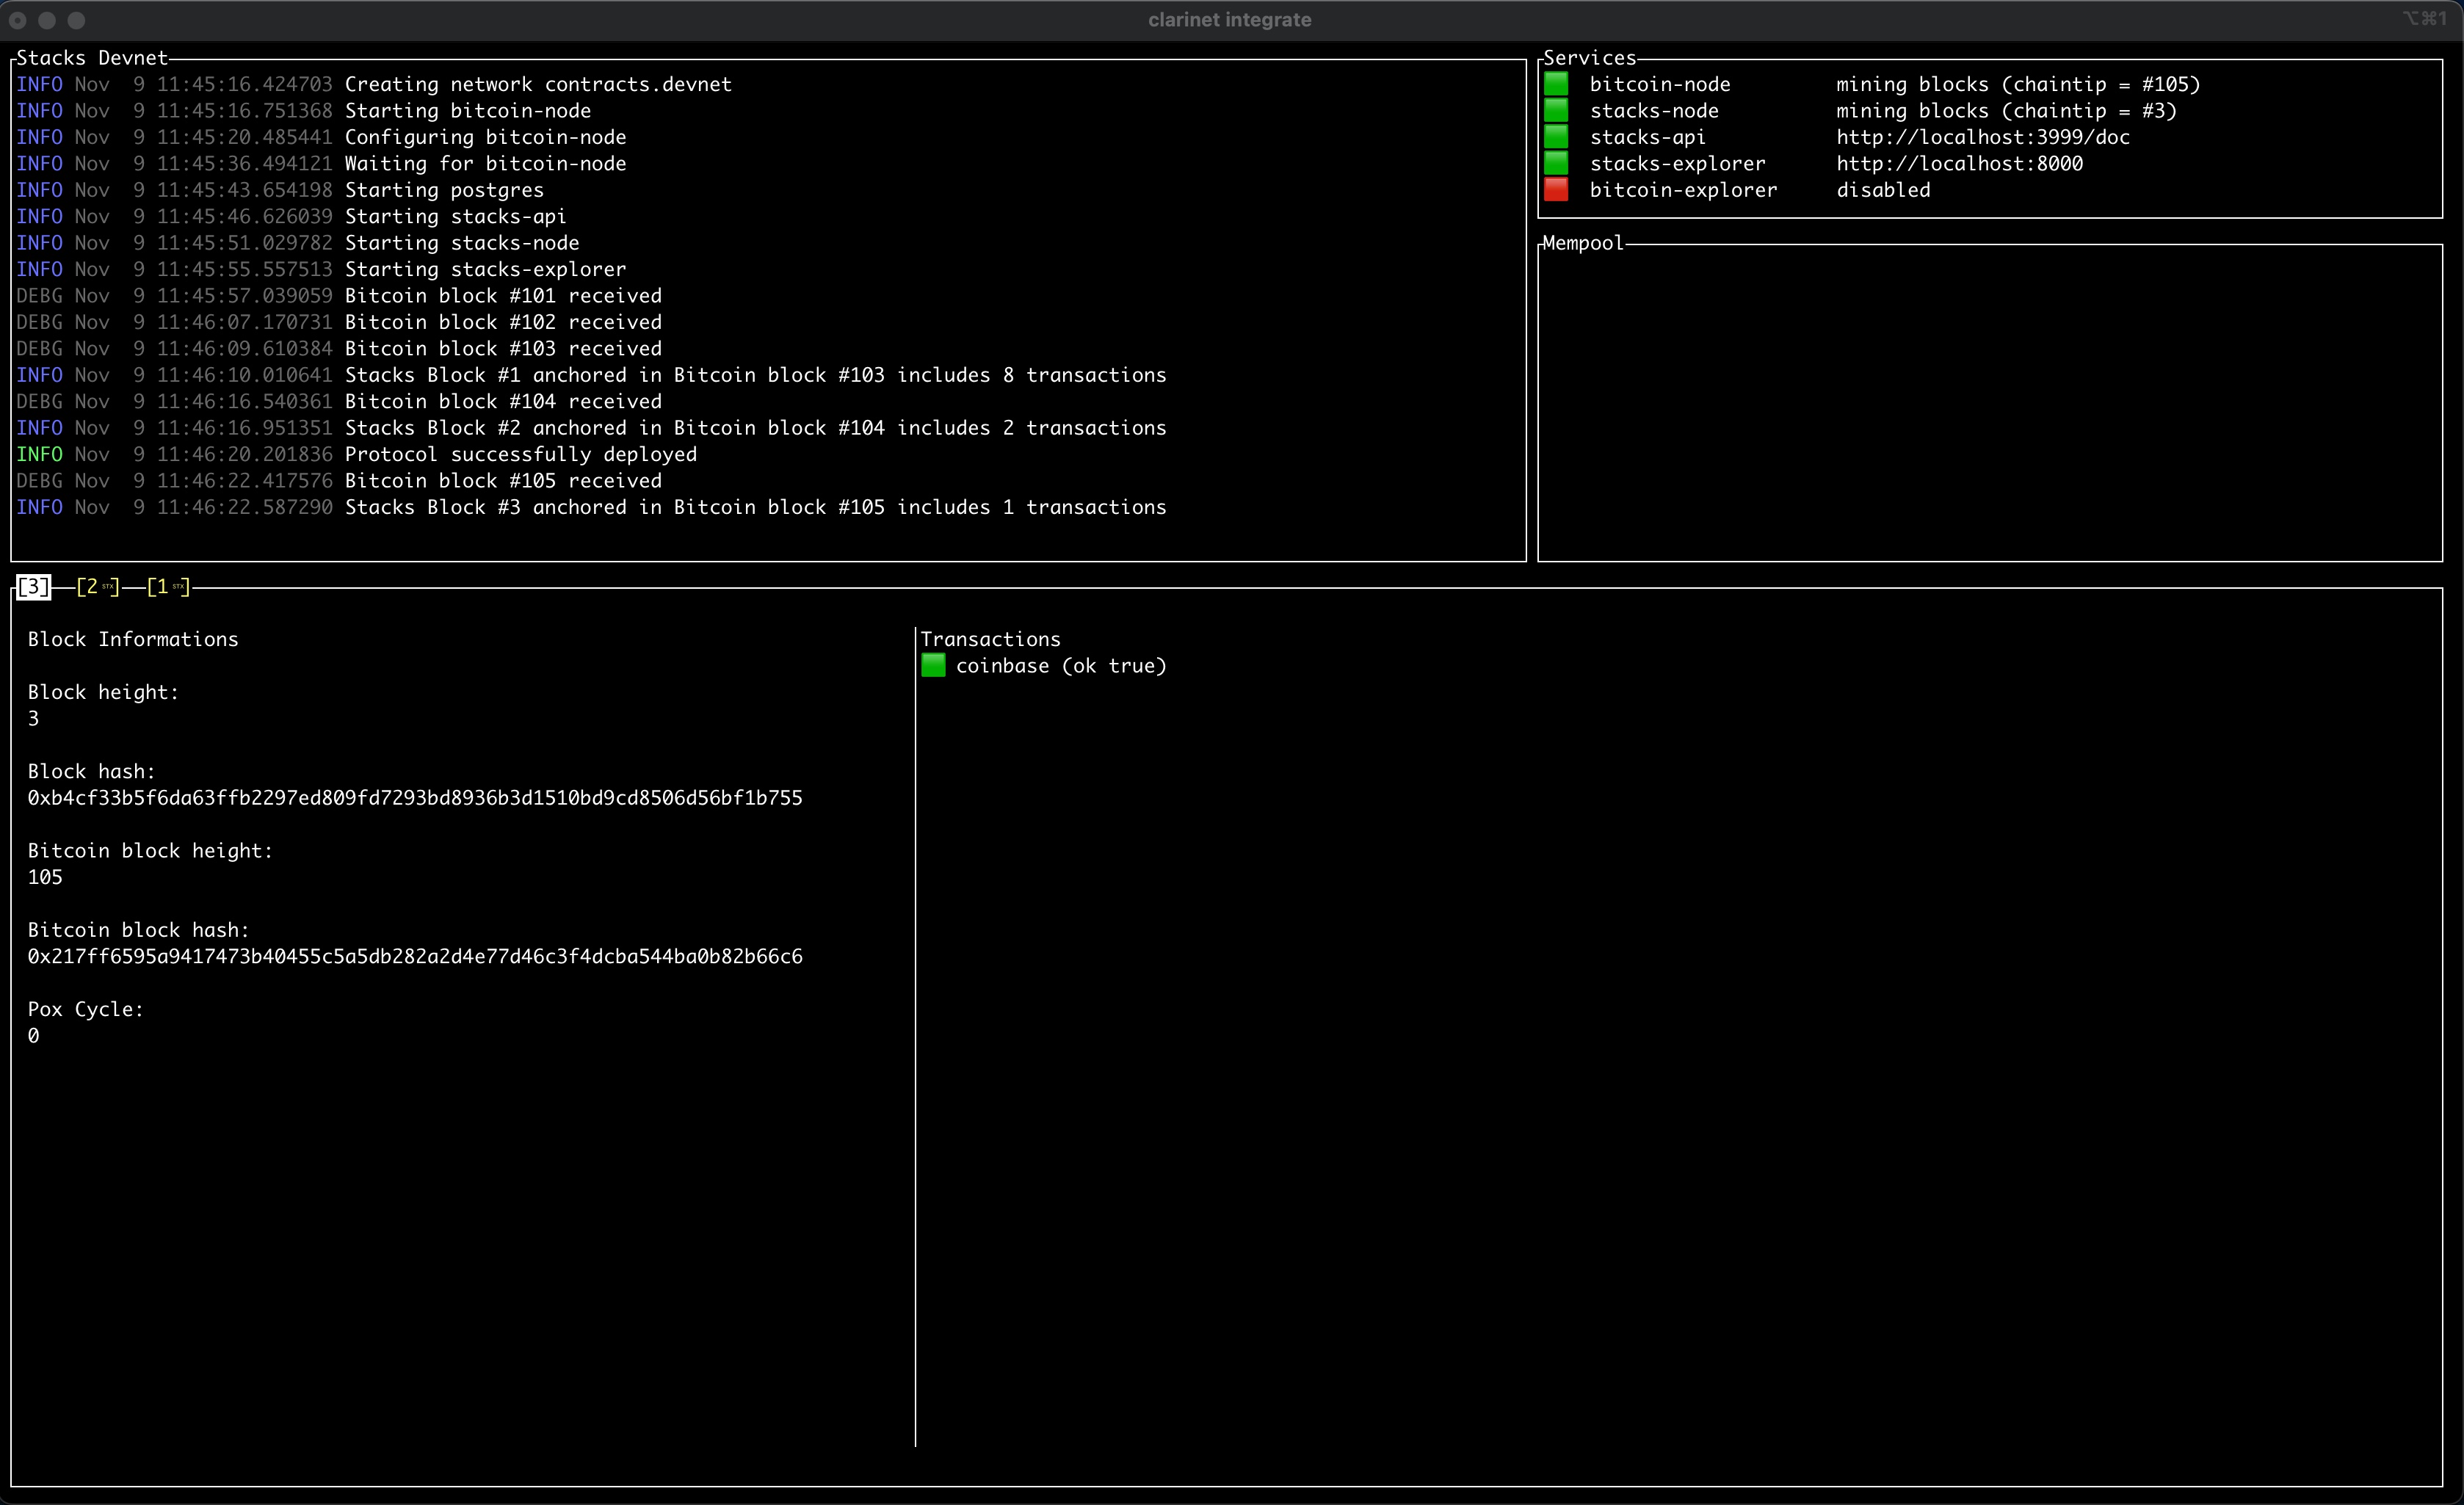 clarinet integrate
⌥⌘1
Stacks Devnet
INFO Nov  9 11:45:16.424703 Creating network contracts.devnet
INFO Nov  9 11:45:16.751368 Starting bitcoin-node
INFO Nov  9 11:45:20.485441 Configuring bitcoin-node
INFO Nov  9 11:45:36.494121 Waiting for bitcoin-node
INFO Nov  9 11:45:43.654198 Starting postgres
INFO Nov  9 11:45:46.626039 Starting stacks-api
INFO Nov  9 11:45:51.029782 Starting stacks-node
INFO Nov  9 11:45:55.557513 Starting stacks-explorer
DEBG Nov  9 11:45:57.039059 Bitcoin block #101 received
DEBG Nov  9 11:46:07.170731 Bitcoin block #102 received
DEBG Nov  9 11:46:09.610384 Bitcoin block #103 received
INFO Nov  9 11:46:10.010641 Stacks Block #1 anchored in Bitcoin block #103 includes 8 transactions
DEBG Nov  9 11:46:16.540361 Bitcoin block #104 received
INFO Nov  9 11:46:16.951351 Stacks Block #2 anchored in Bitcoin block #104 includes 2 transactions
INFO Nov  9 11:46:20.201836 Protocol successfully deployed
DEBG Nov  9 11:46:22.417576 Bitcoin block #105 received
INFO Nov  9 11:46:22.587290 Stacks Block #3 anchored in Bitcoin block #105 includes 1 transactions
Services
bitcoin-node mining blocks (chaintip = #105)
stacks-node mining blocks (chaintip = #3)
stacks-api http://localhost:3999/doc
stacks-explorer http://localhost:8000
bitcoin-explorer disabled
Mempool
[3] [2 STX] [1 STX]
Block Informations
Block height:
3
Block hash:
0xb4cf33b5f6da63ffb2297ed809fd7293bd8936b3d1510bd9cd8506d56bf1b755
Bitcoin block height:
105
Bitcoin block hash:
0x217ff6595a9417473b40455c5a5db282a2d4e77d46c3f4dcba544ba0b82b66c6
Pox Cycle:
0
Transactions
coinbase (ok true)